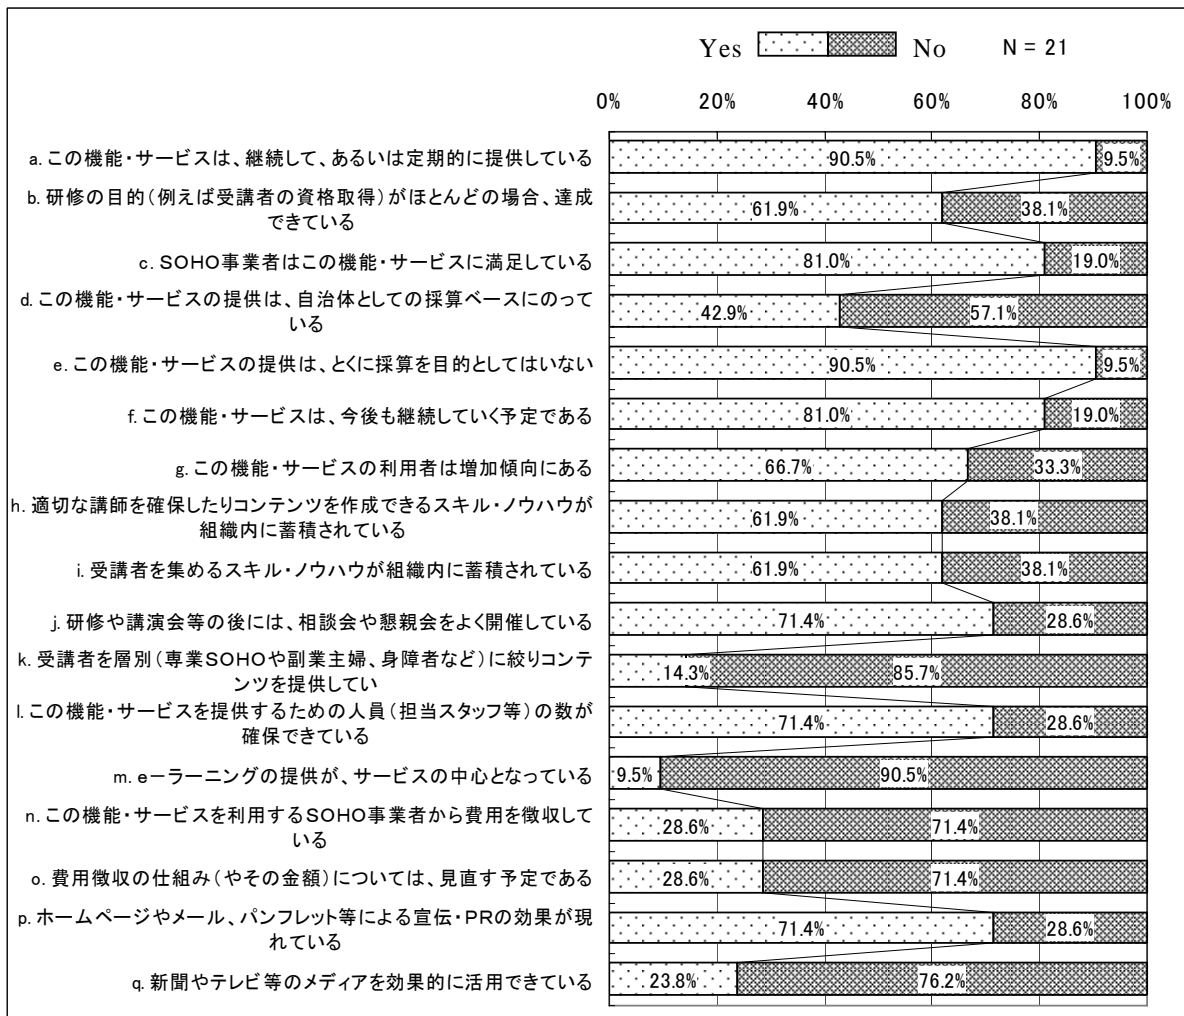 Yes No N = 21
0% 20% 40% 60% 80% 100%
a. この機能・サービスは、継続して、あるいは定期的に提供している
90.5% 9.5%
b. 研修の目的(例えば受講者の資格取得)がほとんどの場合、達成
できている
61.9% 38.1%
c. SOHO事業者はこの機能・サービスに満足している
81.0% 19.0%
d. この機能・サービスの提供は、自治体としての採算ベースにのって
いる
42.9% 57.1%
e. この機能・サービスの提供は、とくに採算を目的としてはいない
90.5% 9.5%
f. この機能・サービスは、今後も継続していく予定である
81.0% 19.0%
g. この機能・サービスの利用者は増加傾向にある
66.7% 33.3%
h. 適切な講師を確保したりコンテンツを作成できるスキル・ノウハウが
組織内に蓄積されている
61.9% 38.1%
i. 受講者を集めるスキル・ノウハウが組織内に蓄積されている
61.9% 38.1%
j. 研修や講演会等の後には、相談会や懇親会をよく開催している
71.4% 28.6%
k. 受講者を層別(専業SOHOや副業主婦、身障者など)に絞りコンテ
ンツを提供してい
14.3% 85.7%
l. この機能・サービスを提供するための人員(担当スタッフ等)の数が
確保できている
71.4% 28.6%
m. e-ラーニングの提供が、サービスの中心となっている
9.5% 90.5%
n. この機能・サービスを利用するSOHO事業者から費用を徴収して
いる
28.6% 71.4%
o. 費用徴収の仕組み(やその金額)については、見直す予定である
28.6% 71.4%
p. ホームページやメール、パンフレット等による宣伝・PRの効果が現
れている
71.4% 28.6%
q. 新聞やテレビ等のメディアを効果的に活用できている
23.8% 76.2%